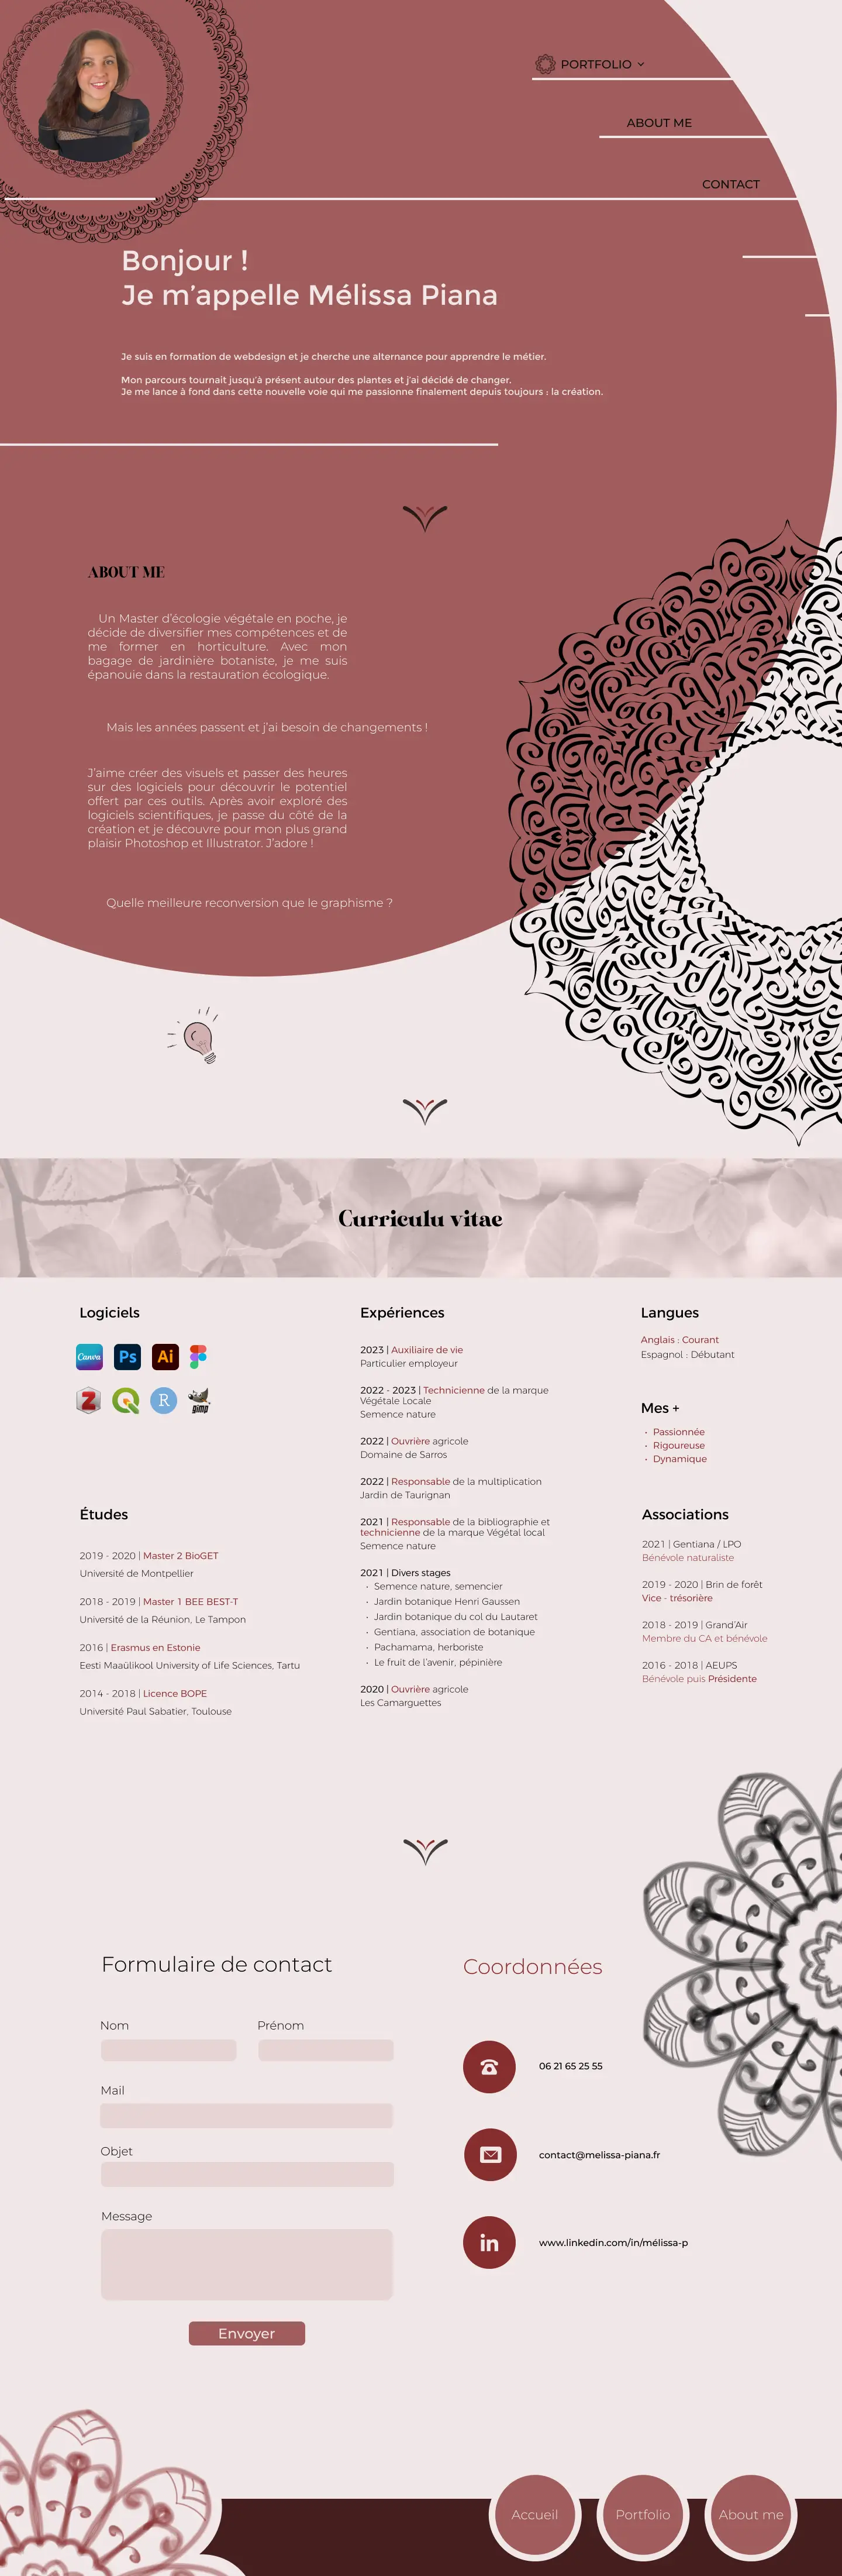 PORTFOLIO
ABOUT ME
CONTACT
Bonjour !
Je m'appelle Mélissa Piana
Je suis en formation de webdesign et je cherche une alternance pour apprendre le métier.
Mon parcours tournait jusqu'à présent autour des plantes et j'ai décidé de changer.
Je me lance à fond dans cette nouvelle voie qui me passionne finalement depuis toujours : la création.
ABOUT ME
Un Master d'écologie végétale en poche, je
décide de diversifier mes compétences et de
me former en horticulture. Avec mon
bagage de jardinière botaniste, je me suis
épanouie dans la restauration écologique.
Mais les années passent et j'ai besoin de changements !
J'aime créer des visuels et passer des heures
sur des logiciels pour découvrir le potentiel
offert par ces outils. Après avoir exploré des
logiciels scientifiques, je passe du côté de la
création et je découvre pour mon plus grand
plaisir Photoshop et Illustrator. J'adore !
Quelle meilleure reconversion que le graphisme ?
Curriculu vitae
Logiciels
Canva Ps Ai
Z R gimp
Études
2019 - 2020 | Master 2 BioGET
Université de Montpellier
2018 - 2019 | Master 1 BEE BEST-T
Université de la Réunion, Le Tampon
2016 | Erasmus en Estonie
Eesti Maaülikool University of Life Sciences, Tartu
2014 - 2018 | Licence BOPE
Université Paul Sabatier, Toulouse
Expériences
2023 | Auxiliaire de vie
Particulier employeur
2022 - 2023 | Technicienne de la marque
Végétale Locale
Semence nature
2022 | Ouvrière agricole
Domaine de Sarros
2022 | Responsable de la multiplication
Jardin de Taurignan
2021 | Responsable de la bibliographie et
technicienne de la marque Végétal local
Semence nature
2021 | Divers stages
• Semence nature, semencier
• Jardin botanique Henri Gaussen
• Jardin botanique du col du Lautaret
• Gentiana, association de botanique
• Pachamama, herboriste
• Le fruit de l'avenir, pépinière
2020 | Ouvrière agricole
Les Camarguettes
Langues
Anglais : Courant
Espagnol : Débutant
Mes +
• Passionnée
• Rigoureuse
• Dynamique
Associations
2021 | Gentiana / LPO
Bénévole naturaliste
2019 - 2020 | Brin de forêt
Vice - trésorière
2018 - 2019 | Grand'Air
Membre du CA et bénévole
2016 - 2018 | AEUPS
Bénévole puis Présidente
Formulaire de contact
Nom Prénom
Mail
Objet
Message
Envoyer
Coordonnées
06 21 65 25 55
contact@melissa-piana.fr
in
www.linkedin.com/in/mélissa-p
Accueil
Portfolio
About me